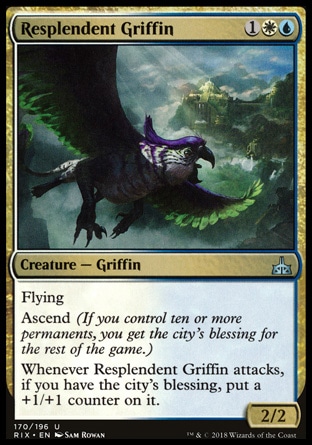 Resplendent Griffin 1
Creature — Griffin
Flying
Ascend (If you control ten or more
permanents, you get the city's blessing for
the rest of the game.)
Whenever Resplendent Griffin attacks,
if you have the city's blessing, put a
+1/+1 counter on it.
2/2
170/196 U
RIX • EN Sam Rowan
™ & © 2018 Wizards of the Coast